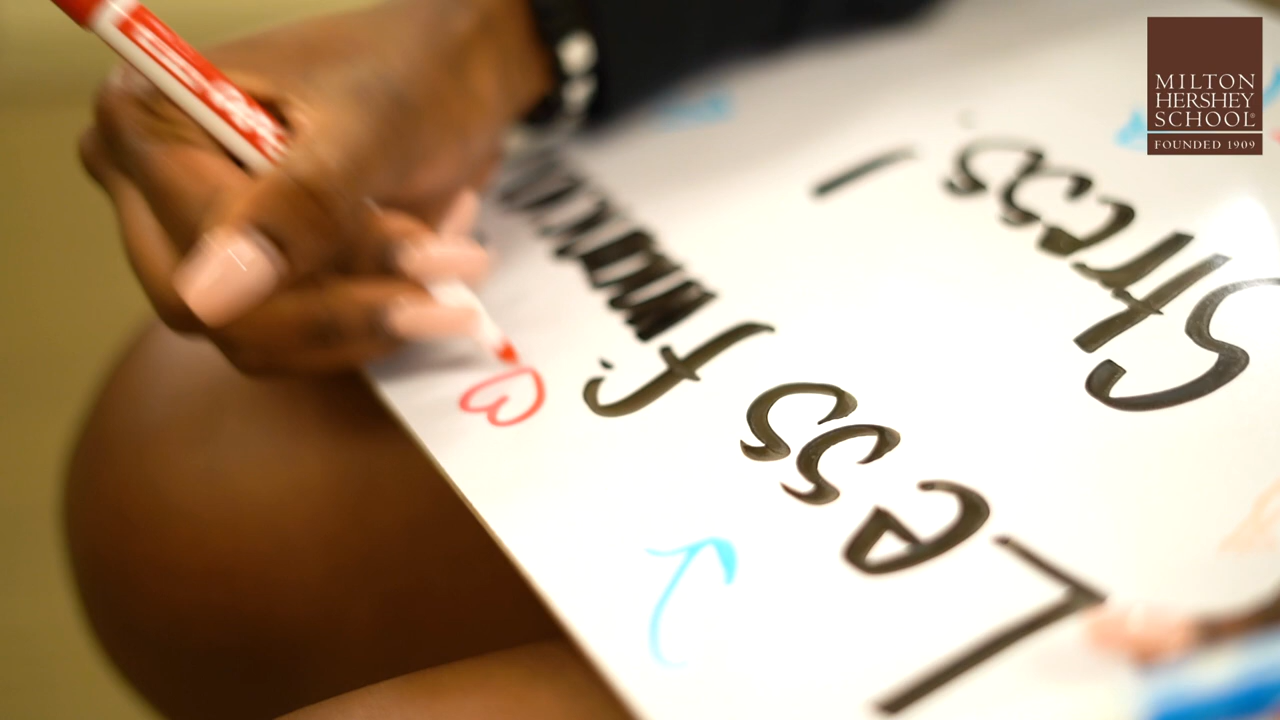 Less
Stress.
MILTON
HERSHEY
SCHOOL®
FOUNDED 1909